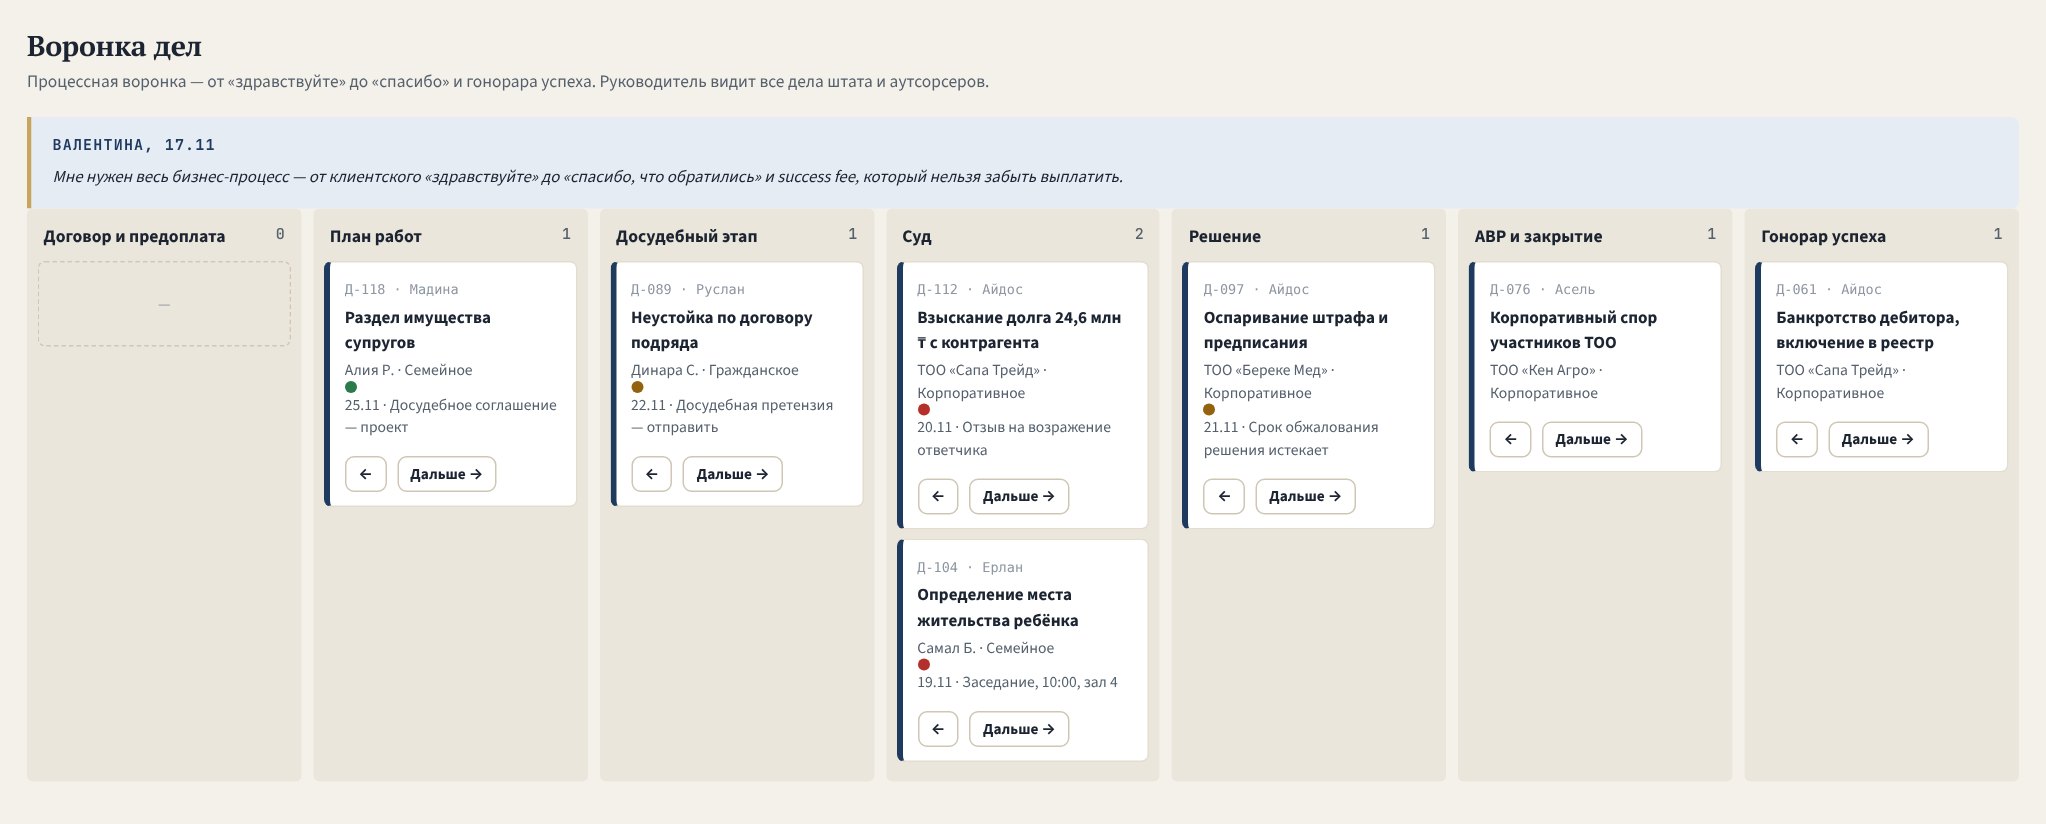 Воронка дел
Процессная воронка — от «здравствуйте» до «спасибо» и гонорара успеха. Руководитель видит все дела штата и аутсорсеров.
ВАЛЕНТИНА, 17.11
Мне нужен весь бизнес-процесс — от клиентского «здравствуйте» до «спасибо, что обратились» и success fee, который нельзя забыть выплатить.
Договор и предоплата 0
—
План работ 1
Д-118 · Мадина
Раздел имущества
супругов
Алия Р. · Семейное
25.11 · Досудебное соглашение
— проект
← Дальше →
Досудебный этап 1
Д-089 · Руслан
Неустойка по договору
подряда
Динара С. · Гражданское
22.11 · Досудебная претензия
— отправить
← Дальше →
Суд 2
Д-112 · Айдос
Взыскание долга 24,6 млн
₸ с контрагента
ТОО «Сапа Трейд» ·
Корпоративное
20.11 · Отзыв на возражение
ответчика
← Дальше →
Д-104 · Ерлан
Определение места
жительства ребёнка
Самал Б. · Семейное
19.11 · Заседание, 10:00, зал 4
← Дальше →
Решение 1
Д-097 · Айдос
Оспаривание штрафа и
предписания
ТОО «Береке Мед» ·
Корпоративное
21.11 · Срок обжалования
решения истекает
← Дальше →
АВР и закрытие 1
Д-076 · Асель
Корпоративный спор
участников ТОО
ТОО «Кен Агро» ·
Корпоративное
← Дальше →
Гонорар успеха 1
Д-061 · Айдос
Банкротство дебитора,
включение в реестр
ТОО «Сапа Трейд» ·
Корпоративное
← Дальше →